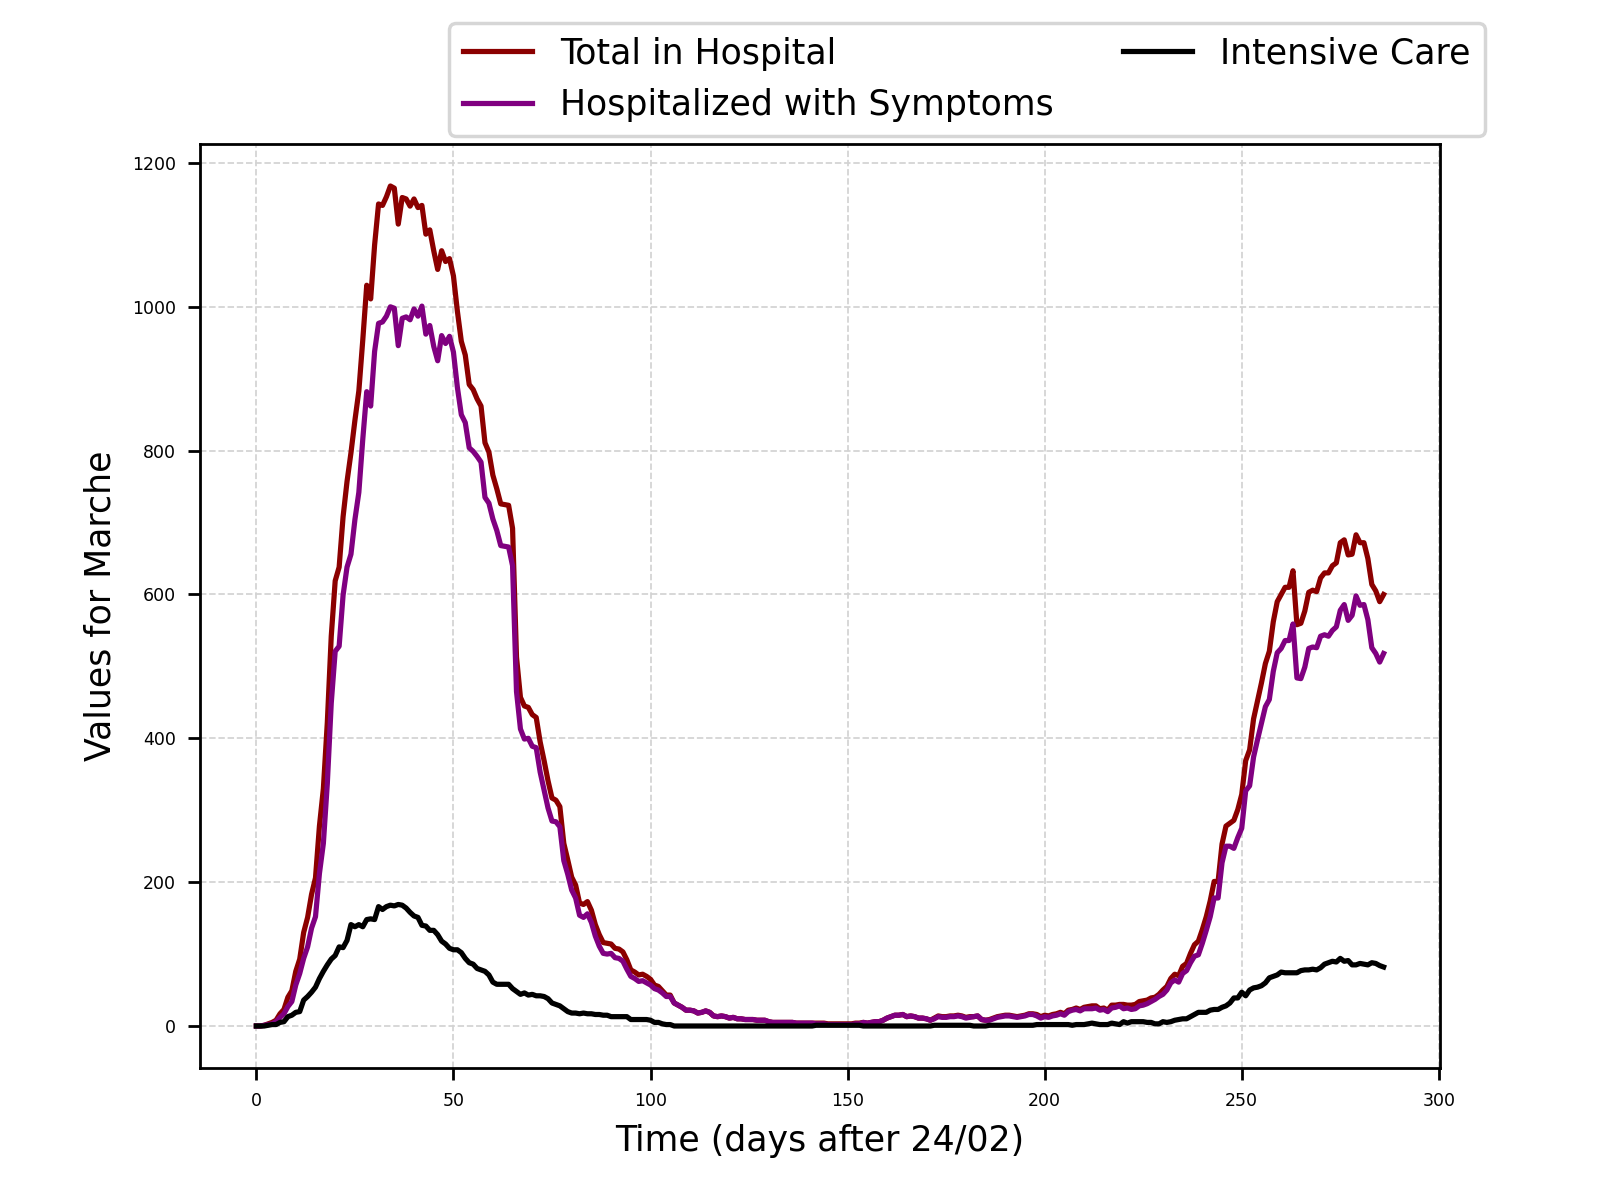 Total in Hospital
Hospitalized with Symptoms
Intensive Care
1200
1000
800
600
400
200
0
Values for Marche
0 50 100 150 200 250 300
Time (days after 24/02)